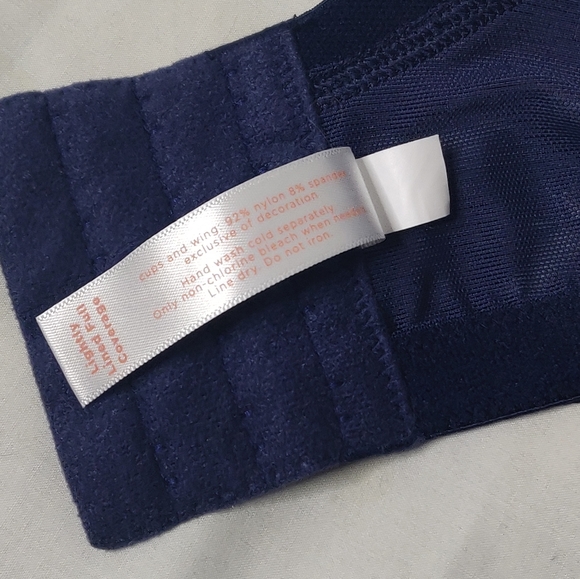 cups and wing: 92% nylon 8% spandex
exclusive of decoration
Hand wash cold separately
Only non-chlorine bleach when needed
Line dry. Do not iron.
Lightly
Lined Full
Coverage